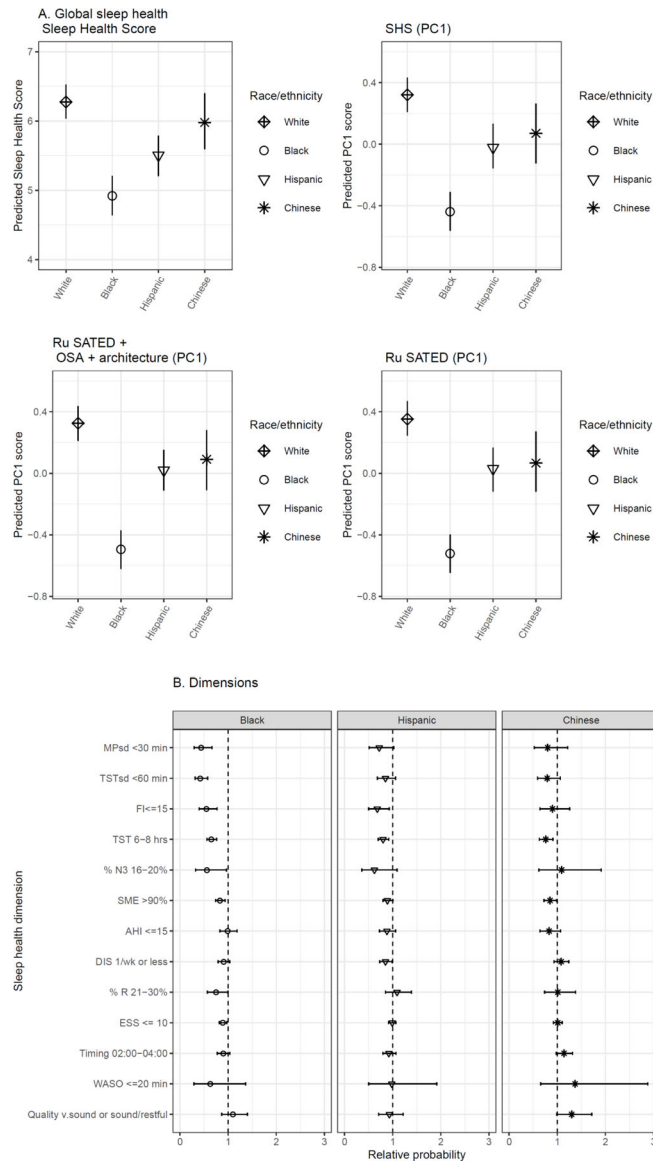 A. Global sleep health
Sleep Health Score
Predicted Sleep Health Score
7
6
5
4
White
Black
Hispanic
Chinese
Race/ethnicity
White
Black
Hispanic
Chinese
SHS (PC1)
Predicted PC1 score
0.4
0.0
−0.4
−0.8
White
Black
Hispanic
Chinese
Race/ethnicity
White
Black
Hispanic
Chinese
Ru SATED +
OSA + architecture (PC1)
Predicted PC1 score
0.4
0.0
−0.4
−0.8
White
Black
Hispanic
Chinese
Race/ethnicity
White
Black
Hispanic
Chinese
Ru SATED (PC1)
Predicted PC1 score
0.4
0.0
−0.4
−0.8
White
Black
Hispanic
Chinese
Race/ethnicity
White
Black
Hispanic
Chinese
B. Dimensions
Black Hispanic Chinese
Sleep health dimension
MPsd <30 min
TSTsd <60 min
FI<=15
TST 6−8 hrs
% N3 16−20%
SME >90%
AHI <=15
DIS 1/wk or less
% R 21−30%
ESS <= 10
Timing 02:00−04:00
WASO <=20 min
Quality v.sound or sound/restful
0 1 2 3 0 1 2 3 0 1 2 3
Relative probability